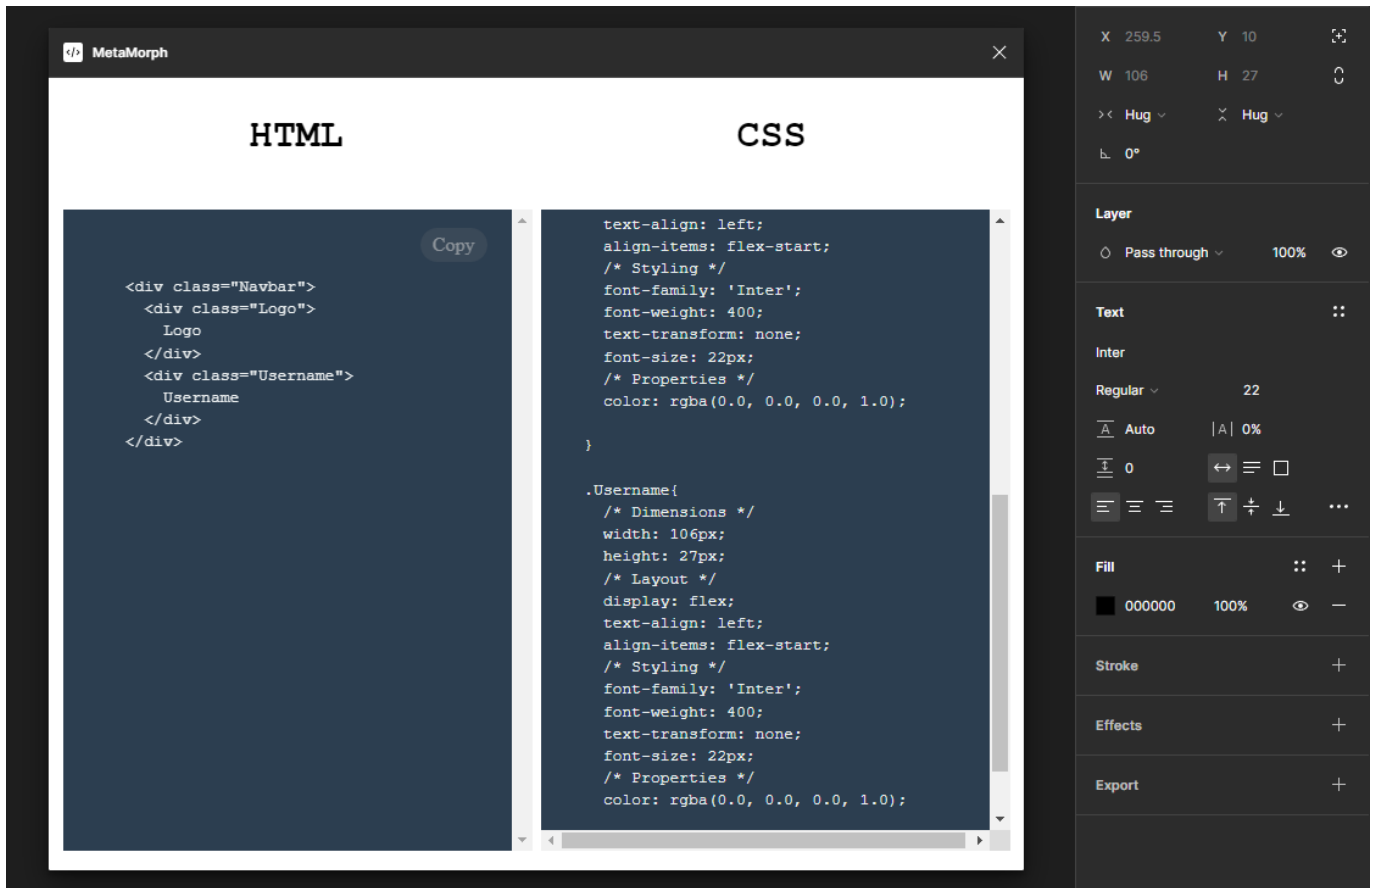 MetaMorph
HTML
CSS
Copy
<div class="Navbar">
<div class="Logo">
Logo
</div>
<div class="Username">
Username
</div>
</div>
text-align: left;
align-items: flex-start;
/* Styling */
font-family: 'Inter';
font-weight: 400;
text-transform: none;
font-size: 22px;
/* Properties */
color: rgba(0.0, 0.0, 0.0, 1.0);
}
.Username{
/* Dimensions */
width: 106px;
height: 27px;
/* Layout */
display: flex;
text-align: left;
align-items: flex-start;
/* Styling */
font-family: 'Inter';
font-weight: 400;
text-transform: none;
font-size: 22px;
/* Properties */
color: rgba(0.0, 0.0, 0.0, 1.0);
X 259.5 Y 10
W 106 H 27
Hug Hug
0°
Layer
Pass through 100%
Text
Inter
Regular 22
A Auto |A| 0%
0
Fill
000000 100%
Stroke
Effects
Export